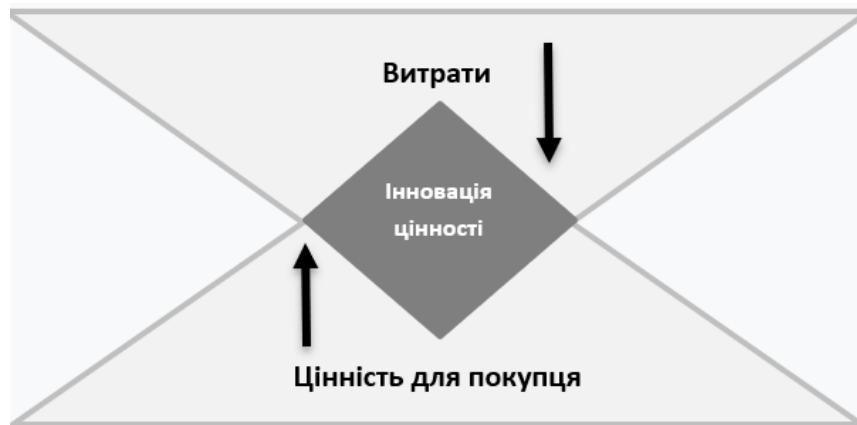 Витрати
Інновація
цінності
Цінність для покупця